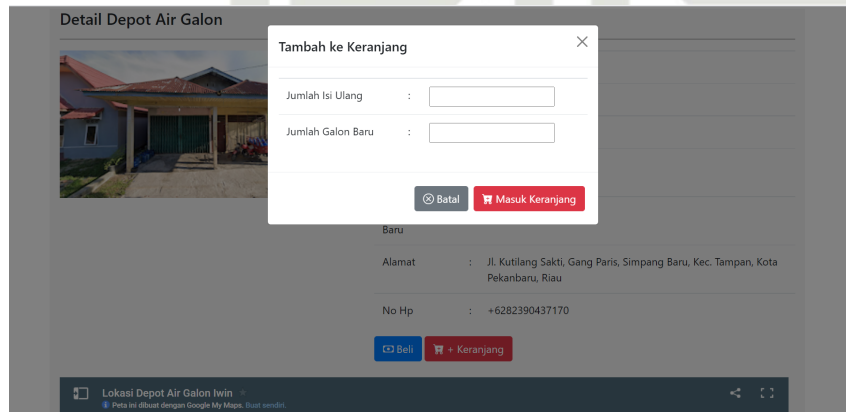 Detail Depot Air Galon
Tambah ke Keranjang
Jumlah Isi Ulang :
Jumlah Galon Baru :
Batal Masuk Keranjang
Baru
Alamat : Jl. Kutilang Sakti, Gang Paris, Simpang Baru, Kec. Tampan, Kota
Pekanbaru, Riau
No Hp : +6282390437170
Beli + Keranjang
Lokasi Depot Air Galon Iwin
Peta ini dibuat dengan Google My Maps. Buat sendiri.